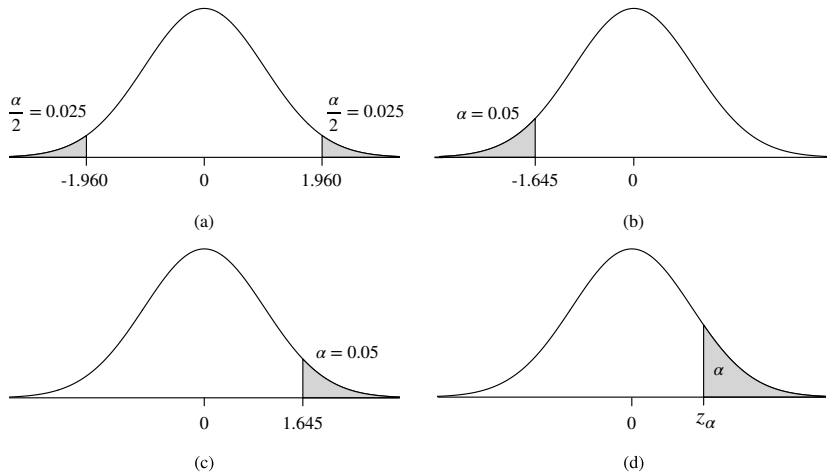 α/2 = 0.025
α/2 = 0.025
-1.960 0 1.960
(a)
α = 0.05
-1.645 0
(b)
α = 0.05
0 1.645
(c)
α
0 zα
(d)